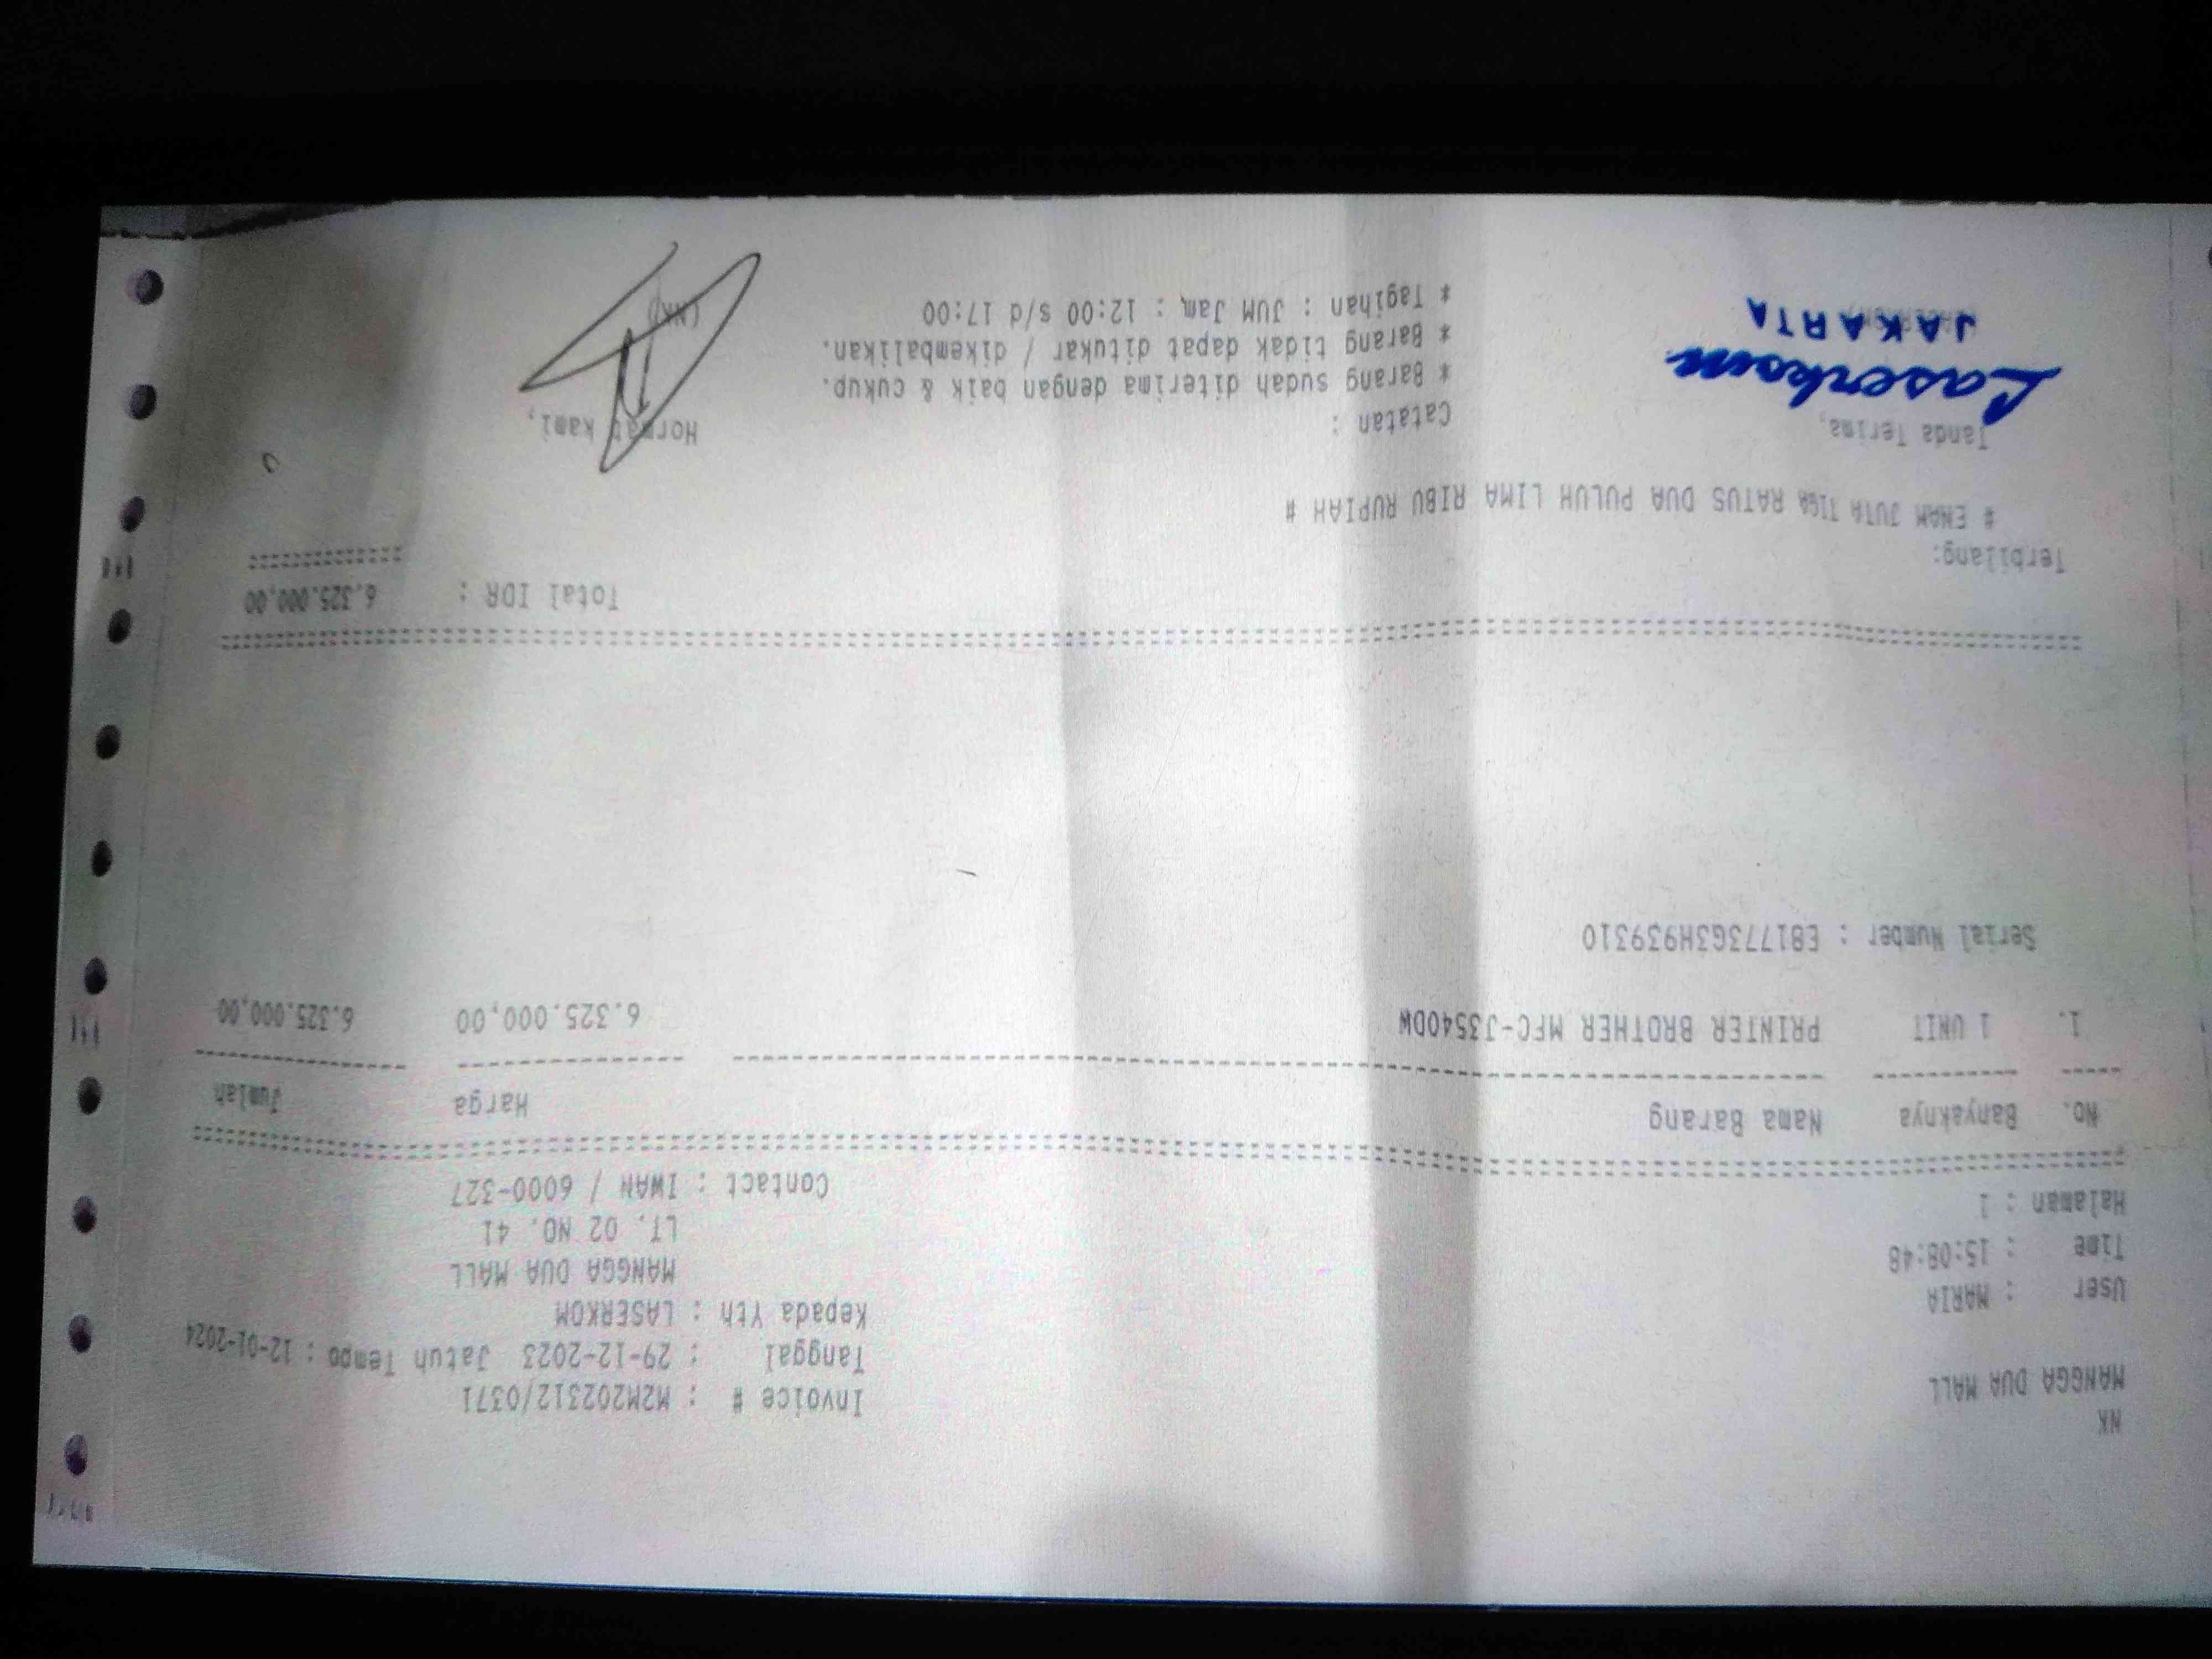 NK
MANGGA DUA MALL
Invoice # : M2M202312/0371
Tanggal : 29-12-2023 Jatuh Tempo : 12-01-2024
User : MARIA
Kepada Yth : LASERKOM
Time : 15:08:48
MANGGA DUA MALL
Halaman : 1
LT. 02 NO. 41
Contact : IWAN / 6000-327
No. Banyaknya Nama Barang Harga Jumlah
1. 1 UNIT PRINTER BROTHER MFC-J3540DW 6.325.000,00 6.325.000,00
Serial Number : E81773G3H939310
Total IDR : 6.325.000,00
Terbilang:
# ENAM JUTA TIGA RATUS DUA PULUH LIMA RIBU RUPIAH #
Tanda Terima,
Catatan :
Hormat kami,
* Barang sudah diterima dengan baik & cukup.
* Barang tidak dapat ditukar / dikembalikan.
* Tagihan : JUM Jam : 12:00 s/d 17:00
Laserkom
JAKARTA
(NK)